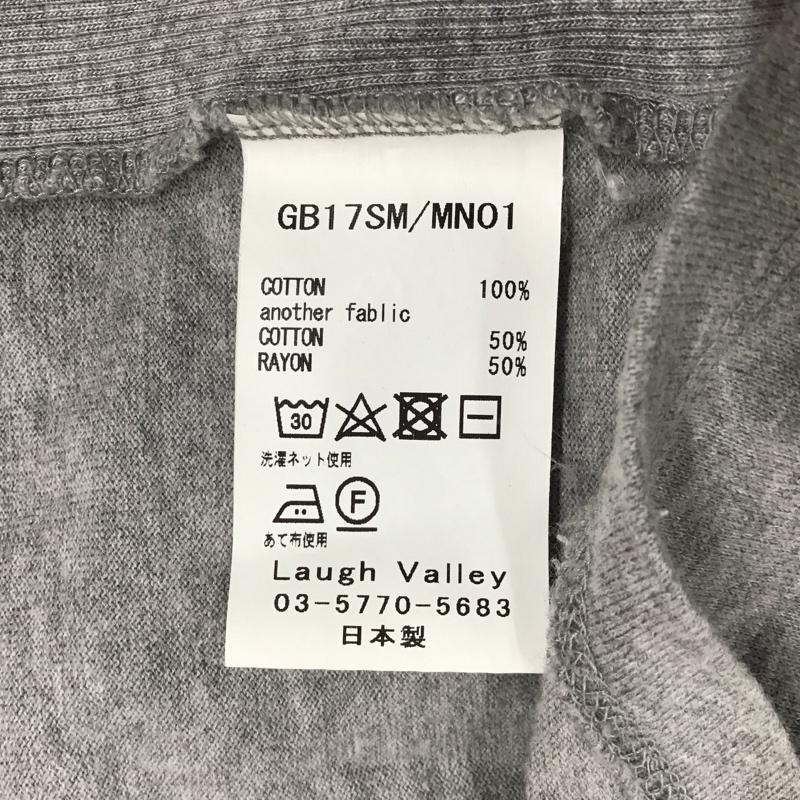 GB17SM/MN01
COTTON 100%
another fablic
COTTON 50%
RAYON 50%
30
洗濯ネット使用
F
あて布使用
Laugh Valley
03-5770-5683
日本製